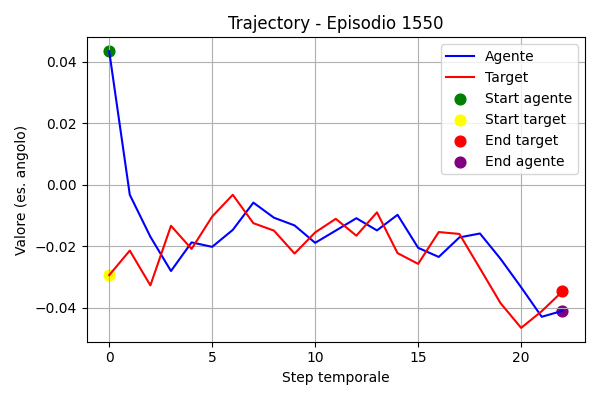 Trajectory - Episodio 1550
Valore (es. angolo)
0.04
0.02
0.00
−0.02
−0.04
Agente
Target
Start agente
Start target
End target
End agente
0
5
10
15
20
Step temporale